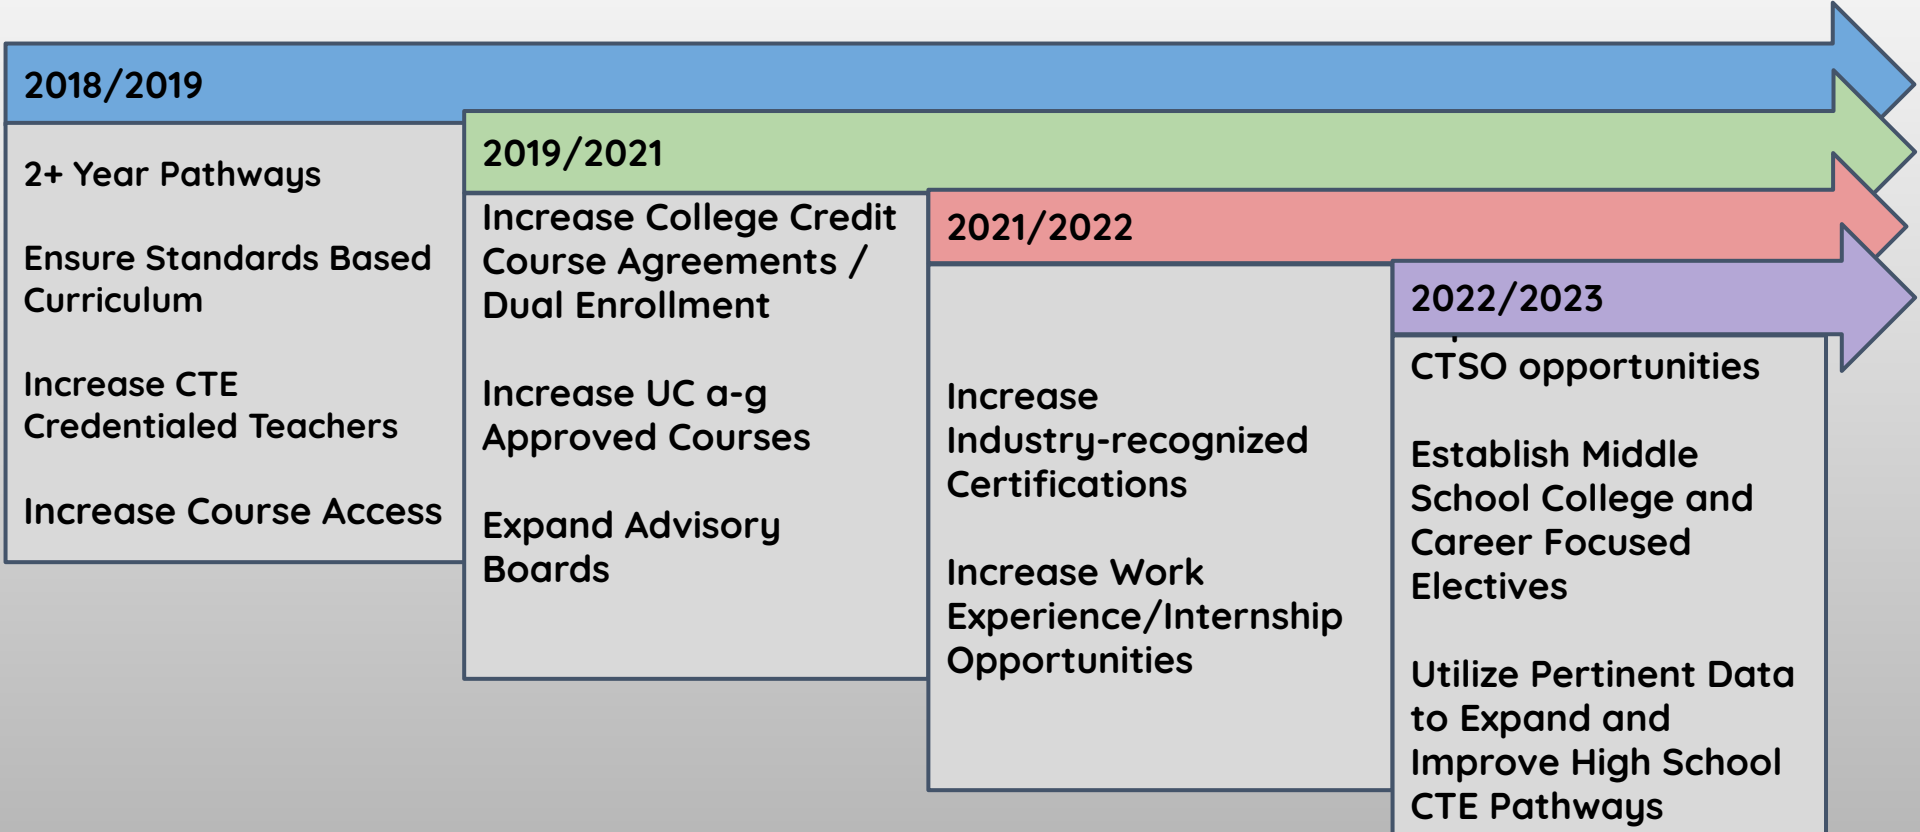 2018/2019
2+ Year Pathways
Ensure Standards Based
Curriculum
Increase CTE
Credentialed Teachers
Increase Course Access
2019/2021
Increase College Credit
Course Agreements /
Dual Enrollment
Increase UC a-g
Approved Courses
Expand Advisory
Boards
2021/2022
Increase
Industry-recognized
Certifications
Increase Work
Experience/Internship
Opportunities
2022/2023
CTSO opportunities
Establish Middle
School College and
Career Focused
Electives
Utilize Pertinent Data
to Expand and
Improve High School
CTE Pathways